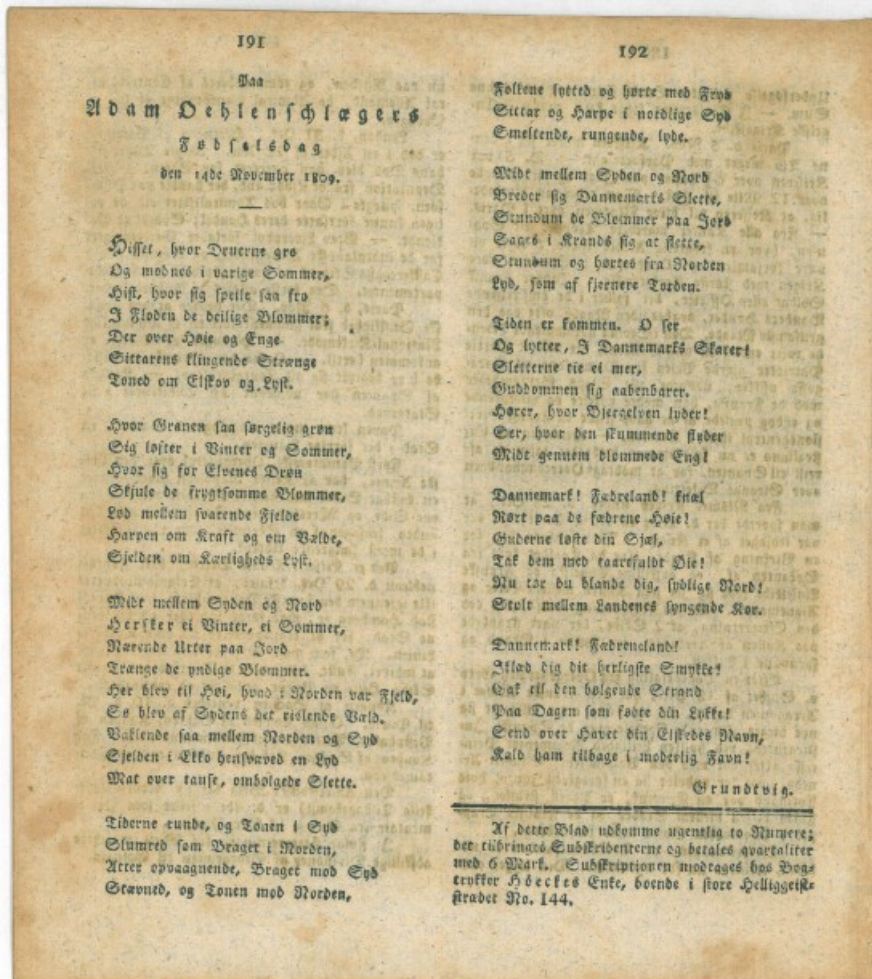 191
Paa
Adam Oehlenschlægers
Fødselsdag
den 14de November 1809.
Hisset, hvor Druerne gro
Og modnes i varige Sommer,
Hist, hvor sig speile saa fro
I Floden de deilige Blommer;
Der over Høie og Enge
Sittarens klingende Strænge
Toned om Elskov og Lyst.
Hvor Granen saa sørgelig grøn
Sig løfter i Vinter og Sommer,
Hvor sig for Elvenes Drøn
Skjule de frygtsomme Blommer,
Lød mellem svarende Fjelde
Harpen om Kraft og om Vælde,
Sjelden om Kærligheds Lyst.
Midt mellem Syden og Nord
Hersker ei Vinter, ei Sommer,
Nærende Urter paa Jord
Trænge de yndige Blommer.
Her blev til Høi, hvad i Norden var Fjeld,
Sø blev af Sydens det rislende Væld.
Vaklende saa mellem Norden og Syd
Sjelden i Ekko hensvæved en Lyd
Mat over tause, ombølgede Slette.
Tiderne runde, og Tonen i Syd
Slumred som Braget i Norden,
Atter opvaagnende, Braget mod Syd
Stævned, og Tonen mod Norden,
192
Folkene lytted og hørte med Fryd
Sittar og Harpe i nordlige Syd
Smeltende, rungende, lyde.
Midt mellem Syden og Nord
Breder sig Dannemarks Slette,
Stundum de Blommer paa Jord
Saaes i Krands sig at flette,
Stundum og hørtes fra Norden
Lyd, som af fjernere Torden.
Tiden er kommen. O ser
Og lytter, I Dannemarks Skarer!
Sletterne tie ei mer,
Guddommen sig aabenbarer.
Hører, hvor Bjergelven lyder!
Ser, hvor den skummende flyder
Midt gennem blommede Eng!
Dannemark! Fædreland! knæl
Rørt paa de fædrene Høie!
Guderne løfte din Sjæl,
Tak dem med taarefuldt Øie!
Nu tør du blande dig, sydlige Nord!
Stolt mellem Landenes syngende Kor.
Dannemark! Fædreneland!
Iklæd dig dit herligste Smykke!
Gak til den bølgende Strand
Paa Dagen som fødte din Lykke!
Send over Havet din Elskedes Navn,
Kald ham tilbage i moderlig Favn!
Grundtvig.
Af dette Blad udkomme ugentlig to Numere;
det tilbringes Subskribenterne og betales qvartaliter
med 6 Mark. Subskriptionen modtages hos Bog-
trykker Høeckes Enke, boende i store Helliggeist-
strædet No. 144.